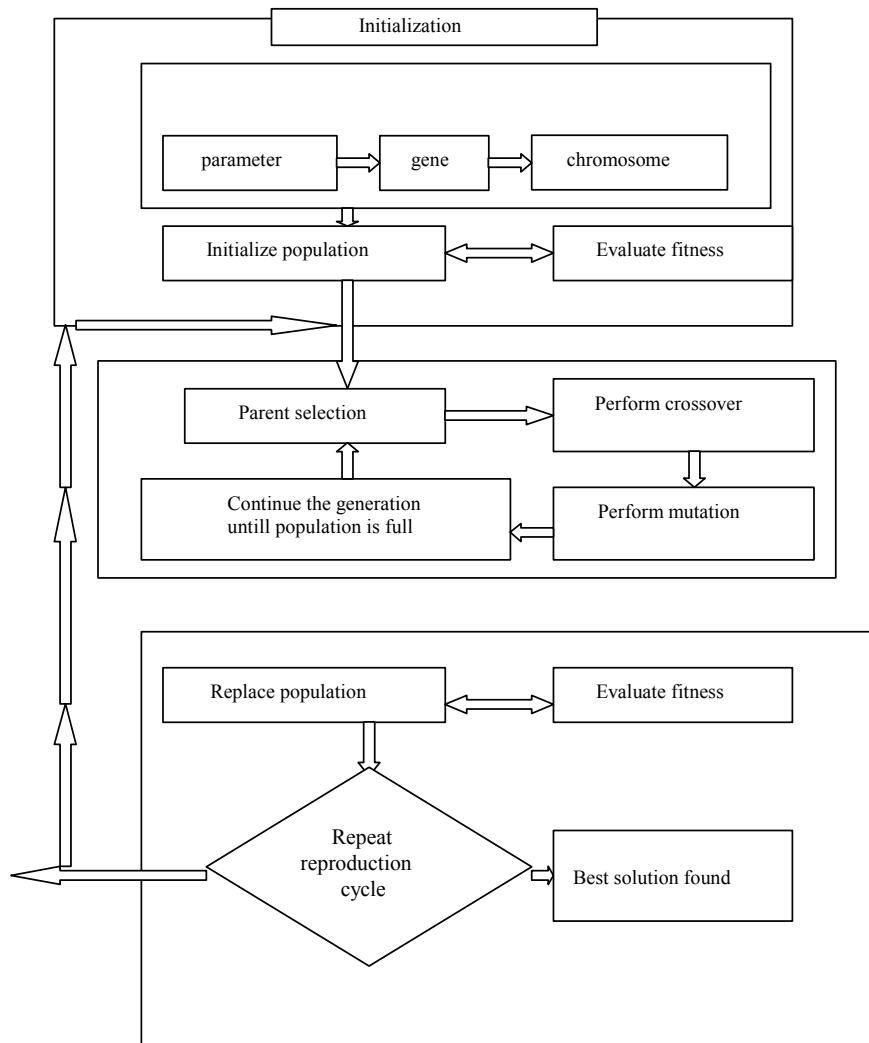 Initialization
parameter
gene
chromosome
Initialize population
Evaluate fitness
Parent selection
Perform crossover
Continue the generation
untill population is full
Perform mutation
Replace population
Evaluate fitness
Repeat
reproduction
cycle
Best solution found